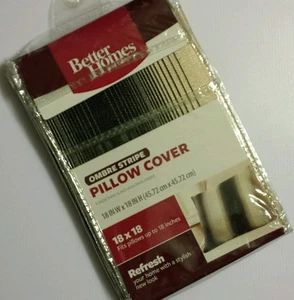 Better
Homes
OMBRE STRIPE
PILLOW COVER
18 IN W x 18 IN H (45.72 cm x 45.72 cm)
18 x 18
Fits pillows up to 18 inches
Refresh
your home with a stylish
new look